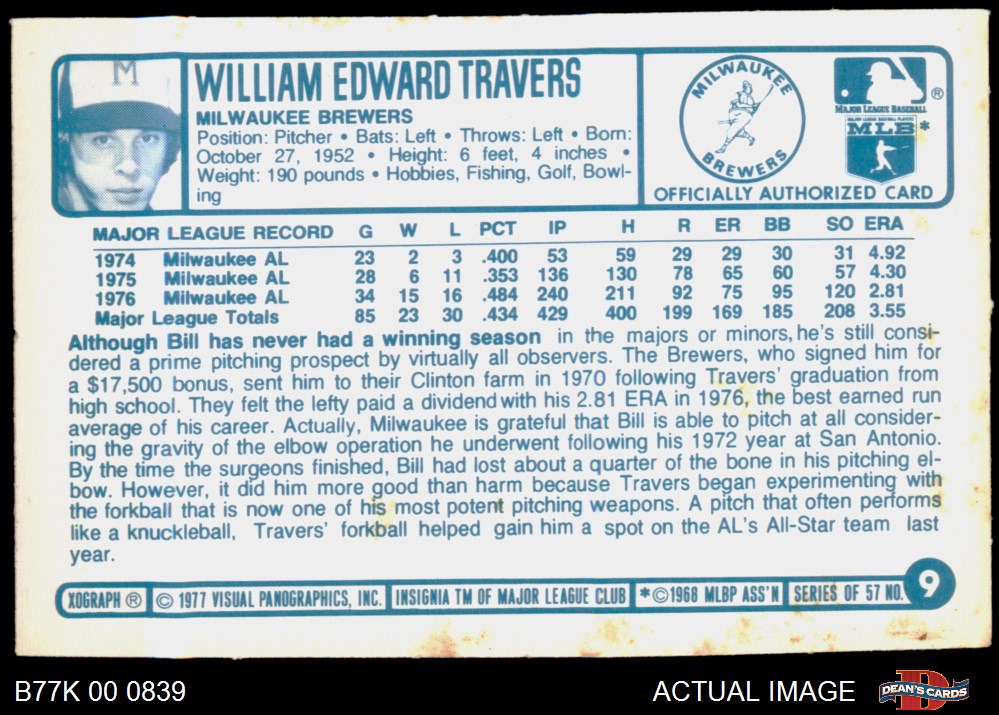 M
WILLIAM EDWARD TRAVERS
MILWAUKEE BREWERS
Position: Pitcher • Bats: Left • Throws: Left • Born:
October 27, 1952 • Height: 6 feet, 4 inches •
Weight: 190 pounds • Hobbies, Fishing, Golf, Bowl-
ing
MILWAUKEE
BREWERS
®
MAJOR LEAGUE BASEBALL
MAJOR LEAGUE BASEBALL PLAYERS
MLB*
OFFICIALLY AUTHORIZED CARD
MAJOR LEAGUE RECORD G W L PCT IP H R ER BB SO ERA
1974 Milwaukee AL 23 2 3 .400 53 59 29 29 30 31 4.92
1975 Milwaukee AL 28 6 11 .353 136 130 78 65 60 57 4.30
1976 Milwaukee AL 34 15 16 .484 240 211 92 75 95 120 2.81
Major League Totals 85 23 30 .434 429 400 199 169 185 208 3.55
Although Bill has never had a winning season in the majors or minors, he's still consi-
dered a prime pitching prospect by virtually all observers. The Brewers, who signed him for
a $17,500 bonus, sent him to their Clinton farm in 1970 following Travers' graduation from
high school. They felt the lefty paid a dividend with his 2.81 ERA in 1976, the best earned run
average of his career. Actually, Milwaukee is grateful that Bill is able to pitch at all consider-
ing the gravity of the elbow operation he underwent following his 1972 year at San Antonio.
By the time the surgeons finished, Bill had lost about a quarter of the bone in his pitching el-
bow. However, it did him more good than harm because Travers began experimenting with
the forkball that is now one of his most potent pitching weapons. A pitch that often performs
like a knuckleball, Travers' forkball helped gain him a spot on the AL's All-Star team last
year.
XOGRAPH ® © 1977 VISUAL PANOGRAPHICS, INC. INSIGNIA TM OF MAJOR LEAGUE CLUB *©1968 MLBP ASS'N SERIES OF 57 NO. 9
B77K 00 0839
ACTUAL IMAGE
D
DEAN'S CARDS